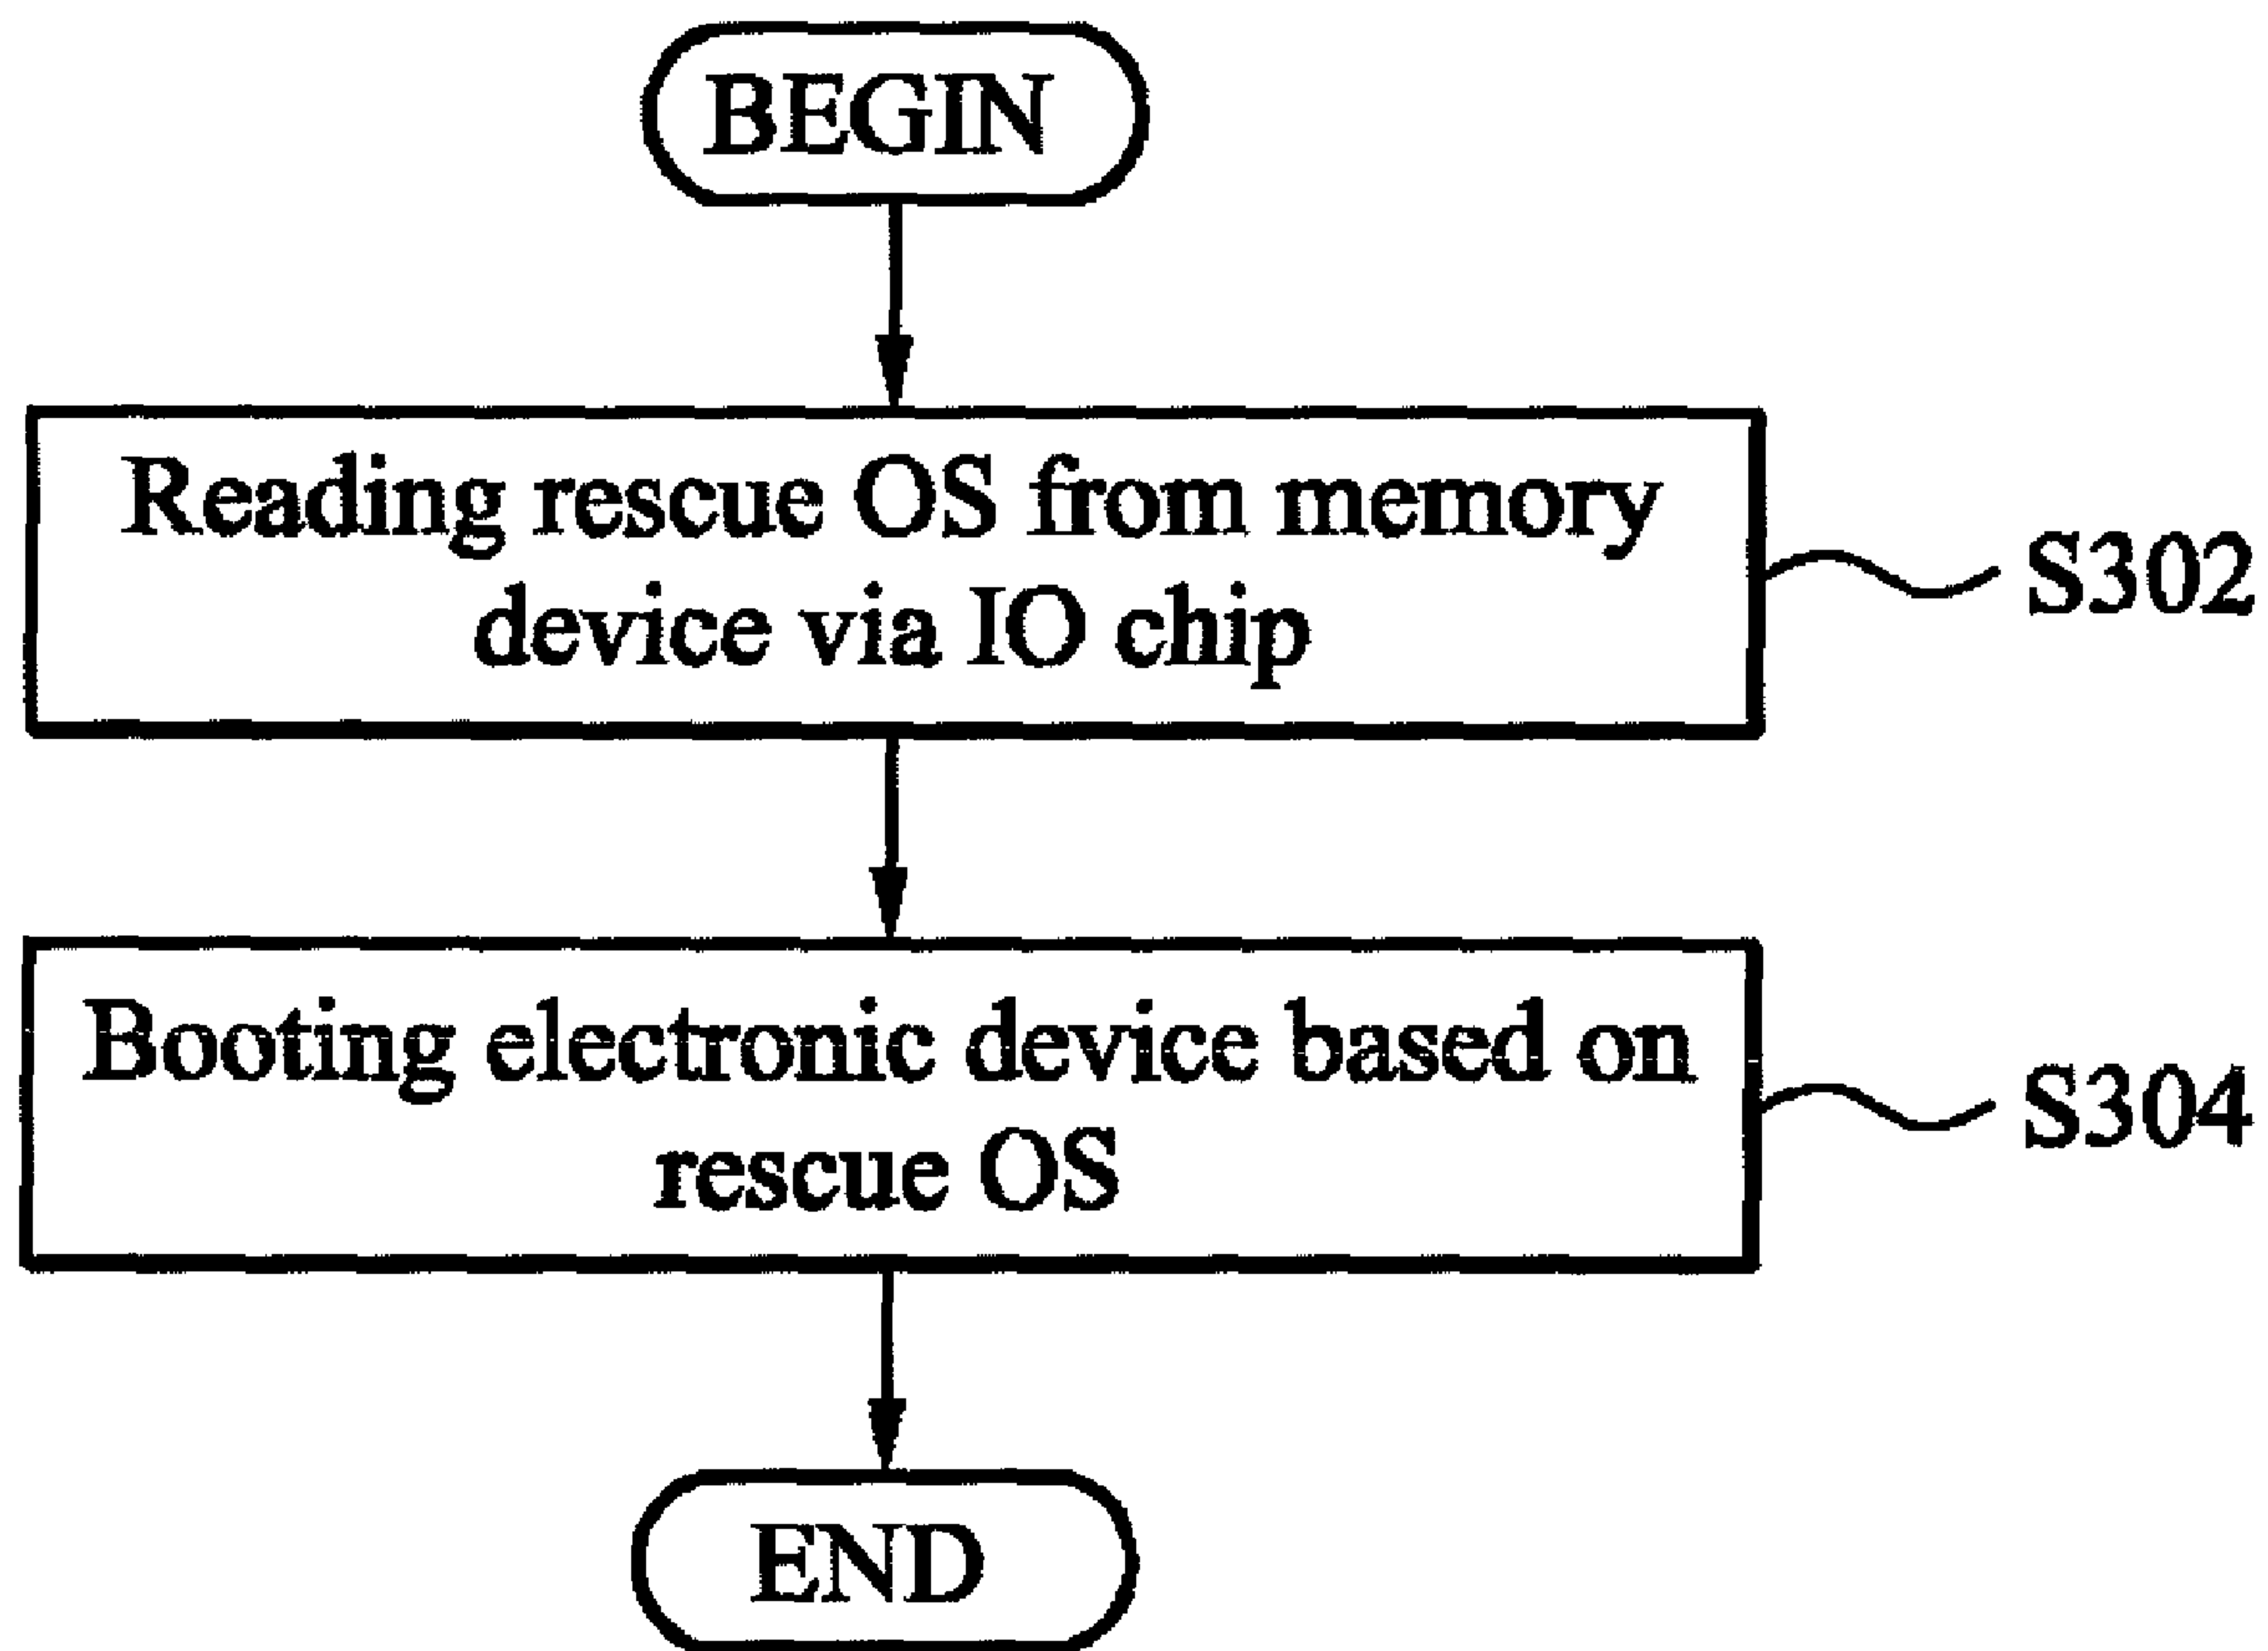 BEGIN
Reading rescue OS from memory
device via IO chip
S302
Booting electronic device based on
rescue OS
S304
END